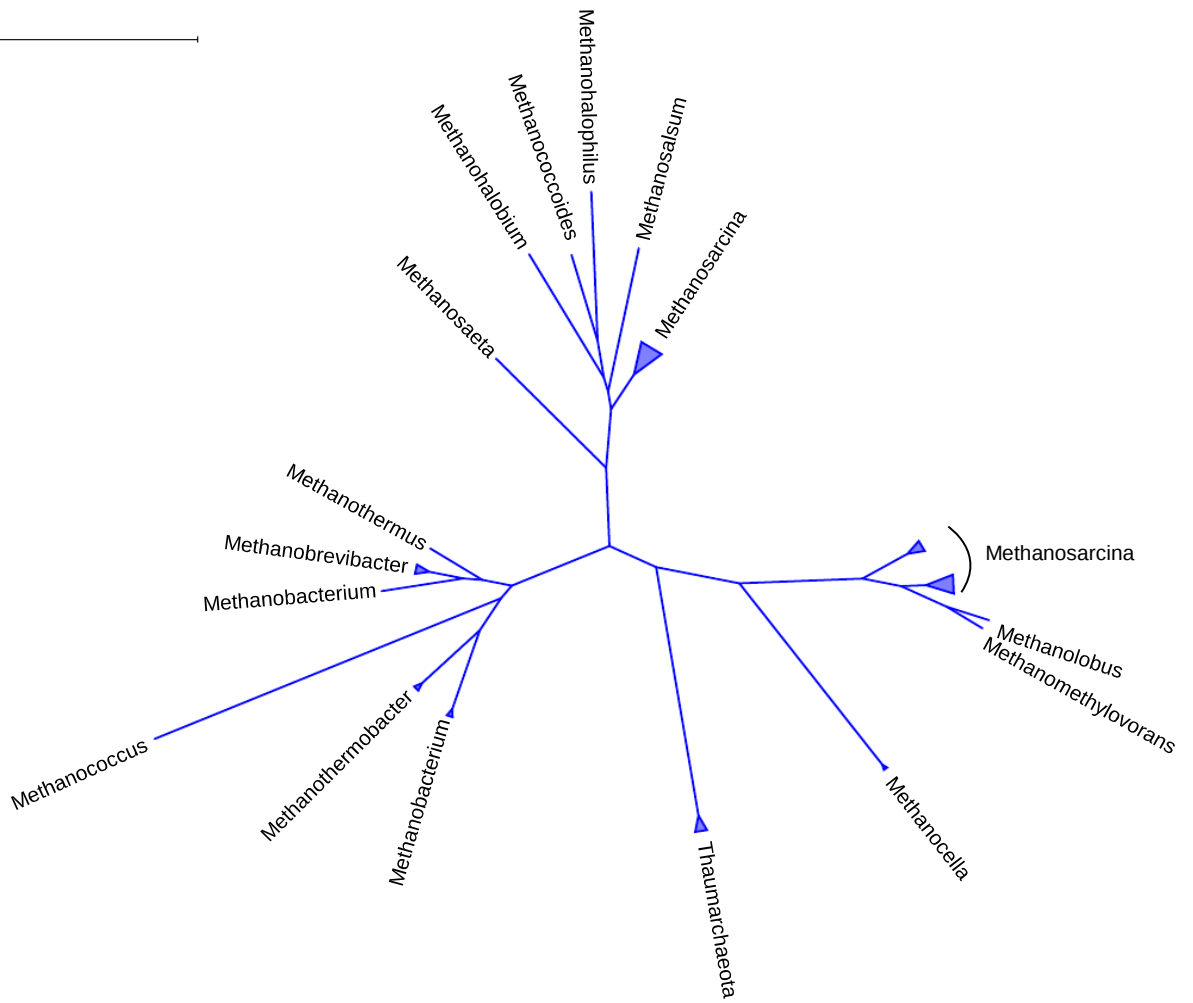 Methanohalophilus
Methanococcoides
Methanohalobium
Methanosalsum
Methanosarcina
Methanosaeta
Methanothermus
Methanobrevibacter
Methanobacterium
Methanosarcina
Methanolobus
Methanomethylovorans
Methanococcus
Methanothermobacter
Methanobacterium
Methanocella
Thaumarchaeota